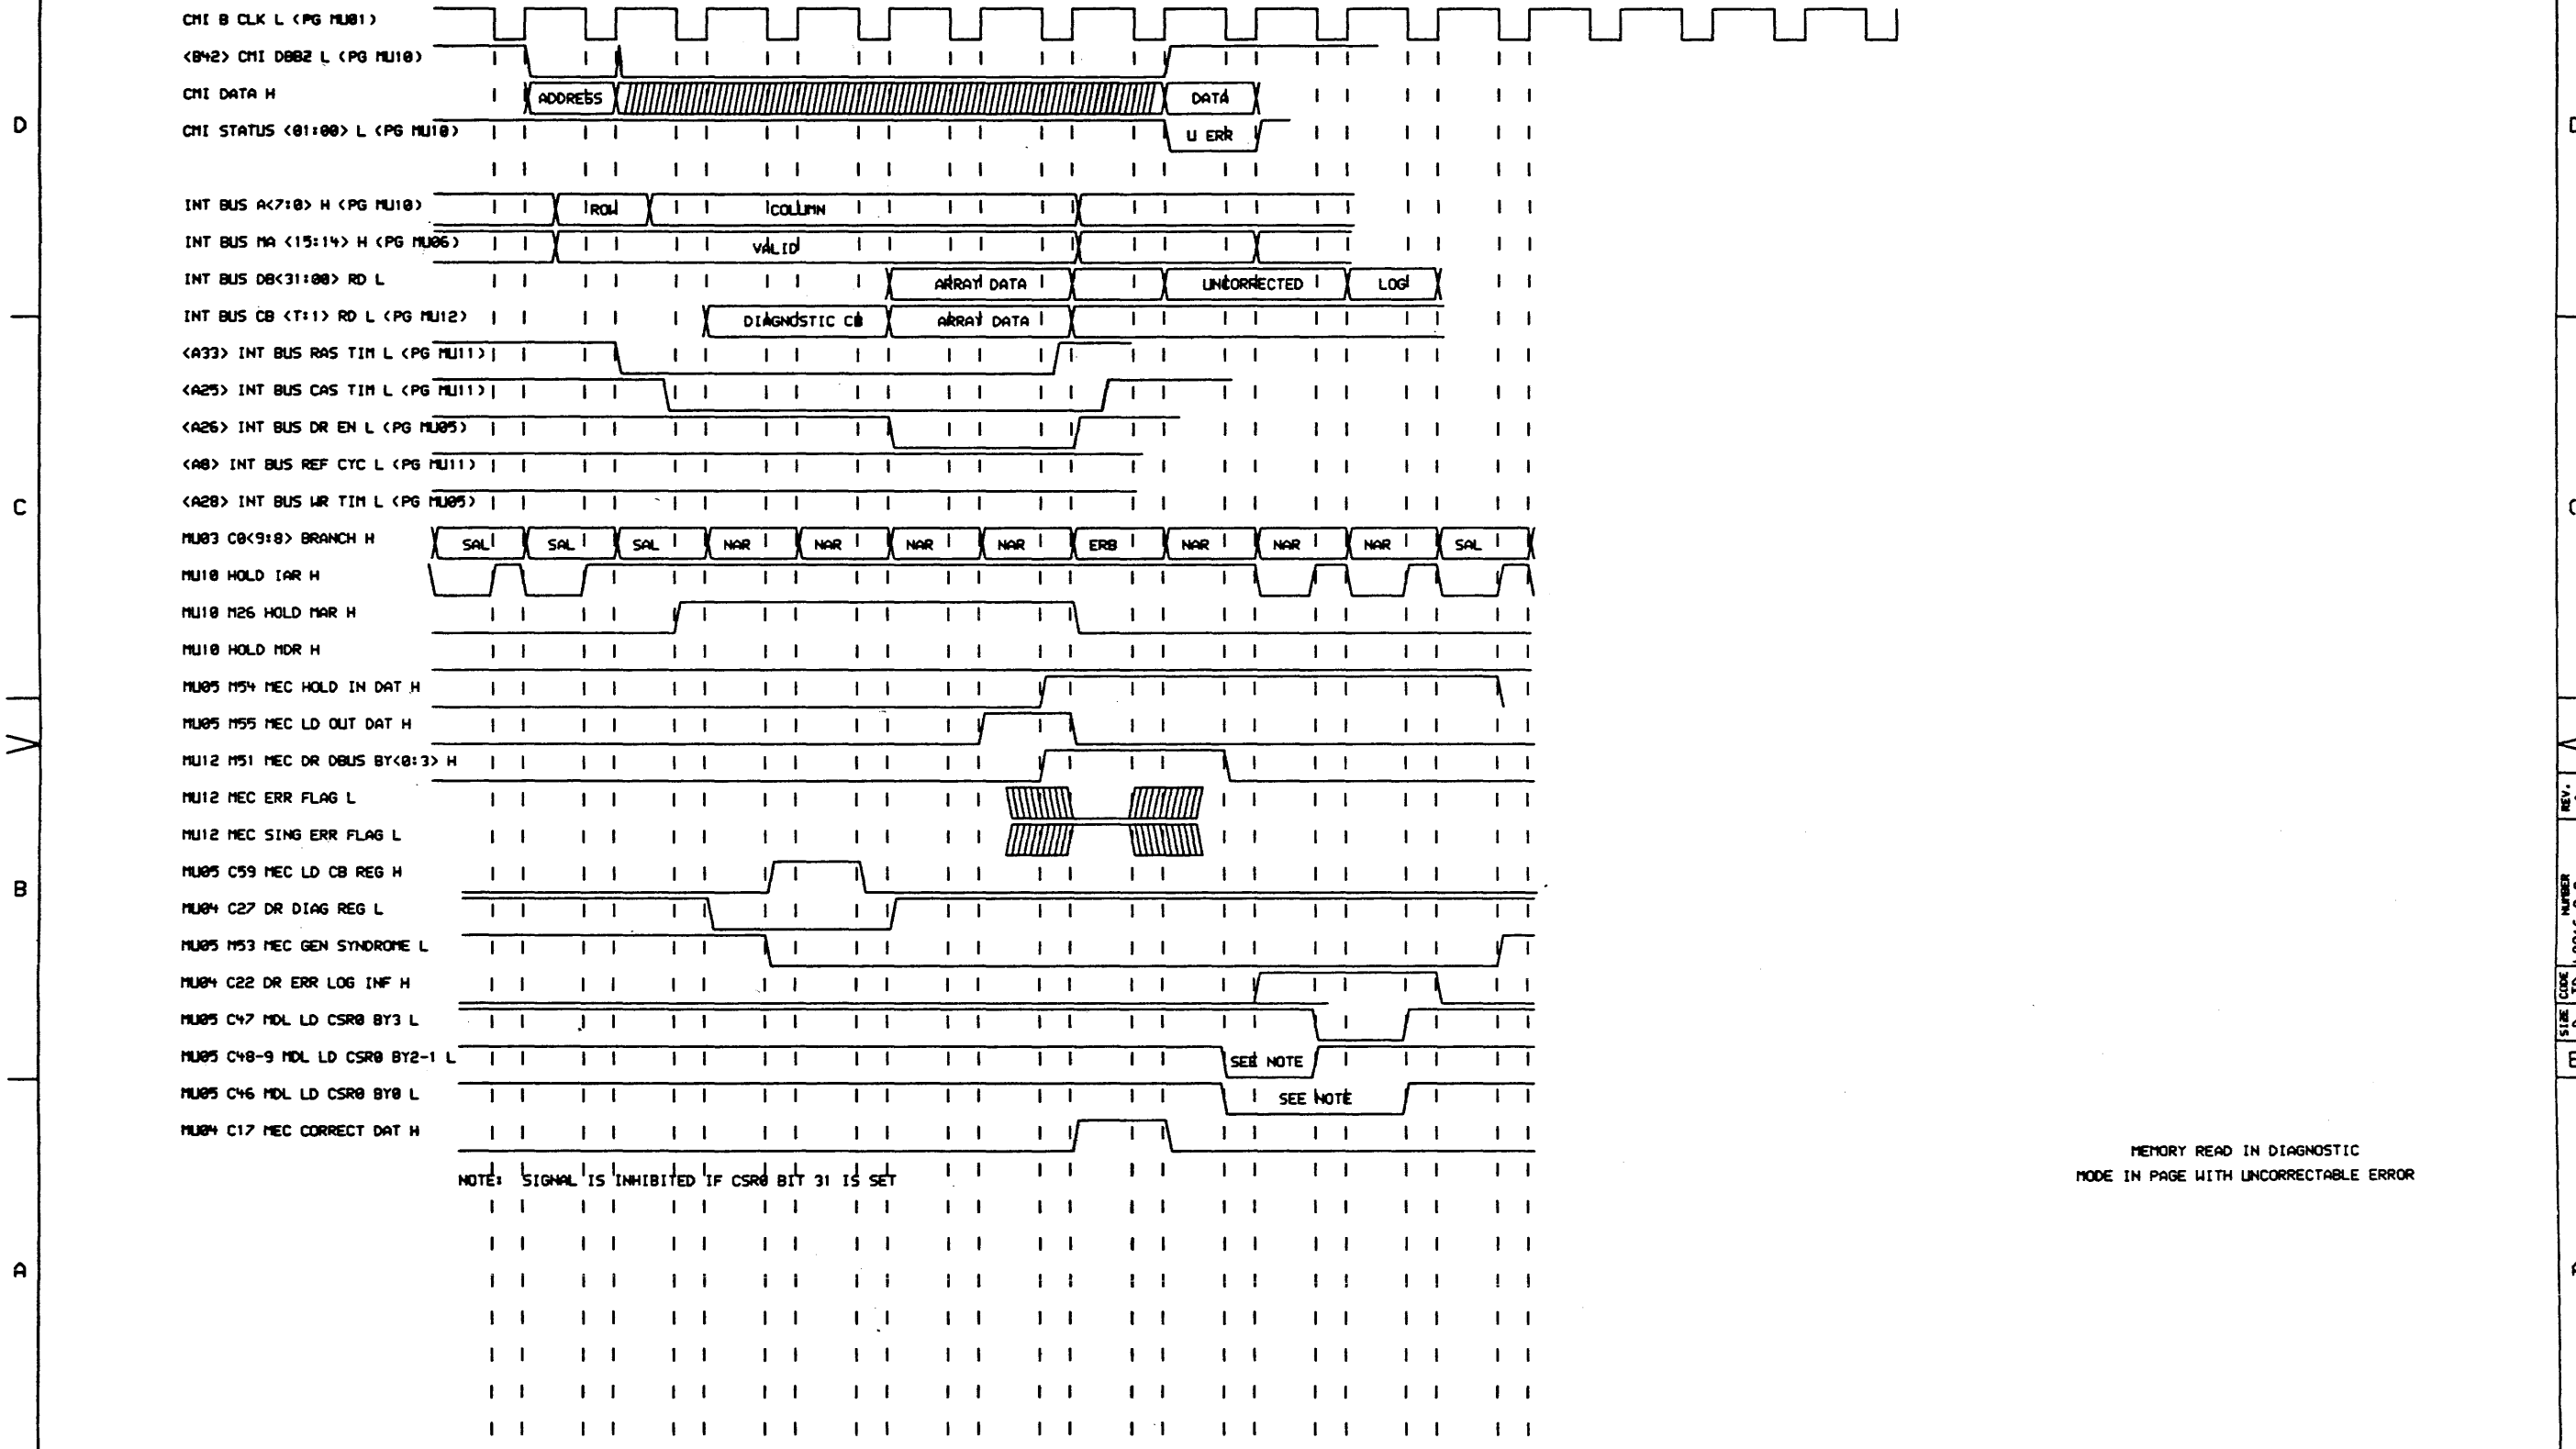 CMI B CLK L (PG MU01)
<B42> CMI DBBZ L (PG MU10)
CMI DATA H
ADDRESS
DATA
D
D
CMI STATUS <01:00> L (PG MU10)
U ERR
INT BUS A<7:0> H (PG MU10)
ROW
COLUMN
INT BUS MA <15:14> H (PG MU06)
VALID
INT BUS DB<31:00> RD L
ARRAY DATA
UNCORRECTED
LOG
INT BUS CB <T:1> RD L (PG MU12)
DIAGNOSTIC CB
ARRAY DATA
<A33> INT BUS RAS TIM L (PG MU11)
<A25> INT BUS CAS TIM L (PG MU11)
<A26> INT BUS DR EN L (PG MU05)
<A8> INT BUS REF CYC L (PG MU11)
C
<A28> INT BUS WR TIM L (PG MU05)
MU03 C0<9:8> BRANCH H
SAL SAL SAL NAR NAR NAR NAR ERB NAR NAR NAR SAL
MU10 HOLD IAR H
MU10 M26 HOLD MAR H
MU10 HOLD MDR H
MU05 M54 MEC HOLD IN DAT H
MU05 M55 MEC LD OUT DAT H
MU12 M51 MEC DR DBUS BY<0:3> H
MU12 MEC ERR FLAG L
REV.
MU12 MEC SING ERR FLAG L
MU05 C59 MEC LD CB REG H
B
NUMBER
MU04 C27 DR DIAG REG L
MU05 M53 MEC GEN SYNDROME L
MU04 C22 DR ERR LOG INF H
SIZE CODE
MU05 C47 MDL LD CSR0 BY3 L
MU05 C48-9 MDL LD CSR0 BY2-1 L
SEE NOTE
MU05 C46 MDL LD CSR0 BY0 L
SEE NOTE
MU04 C17 MEC CORRECT DAT H
NOTE: SIGNAL IS INHIBITED IF CSR0 BIT 31 IS SET
MEMORY READ IN DIAGNOSTIC
MODE IN PAGE WITH UNCORRECTABLE ERROR
A